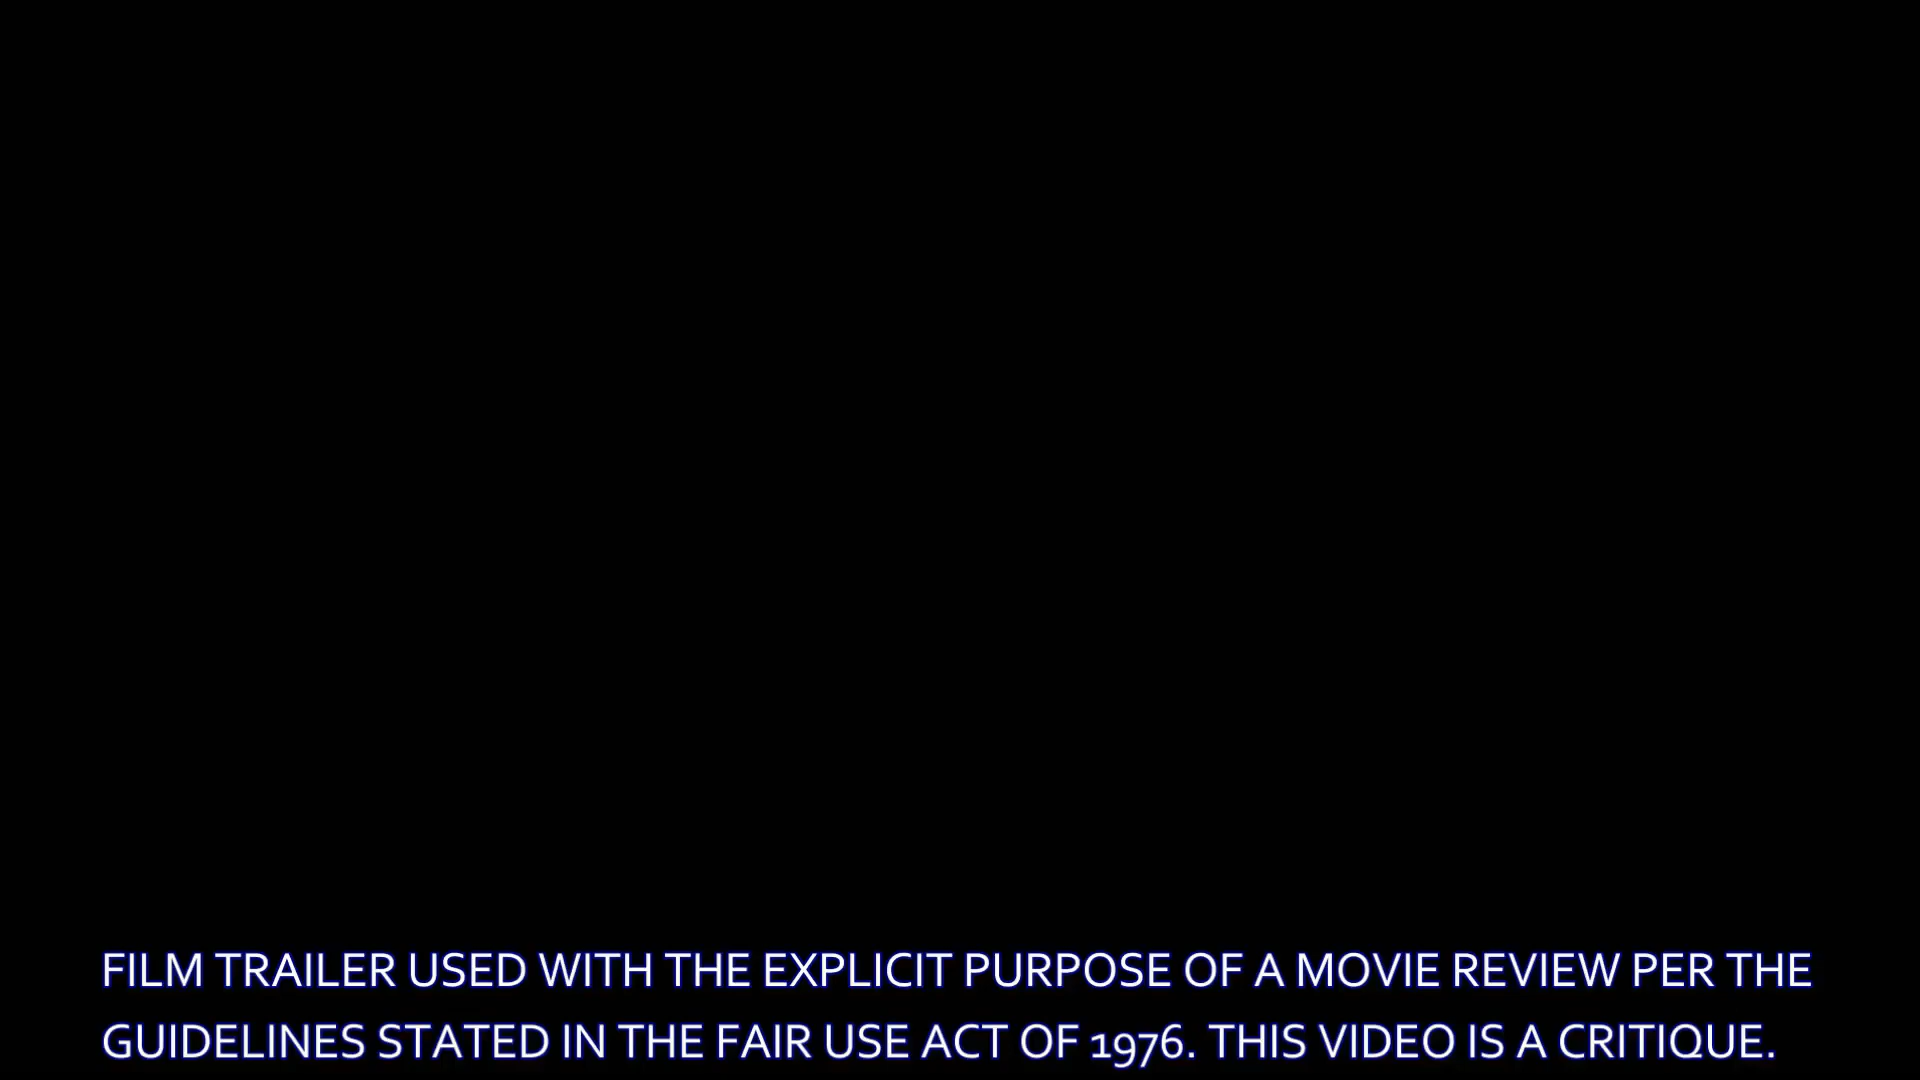 FILM TRAILER USED WITH THE EXPLICIT PURPOSE OF A MOVIE REVIEW PER THE
GUIDELINES STATED IN THE FAIR USE ACT OF 1976. THIS VIDEO IS A CRITIQUE.